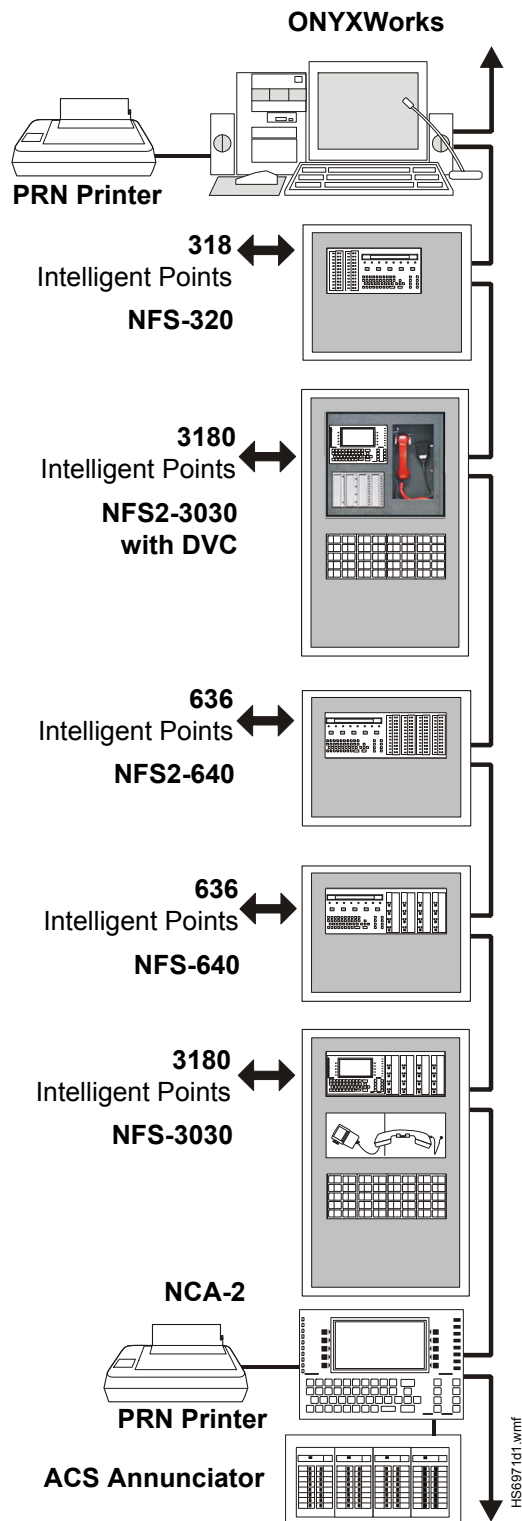 ONYXWorks
PRN Printer
318
Intelligent Points
NFS-320
3180
Intelligent Points
NFS2-3030
with DVC
636
Intelligent Points
NFS2-640
636
Intelligent Points
NFS-640
3180
Intelligent Points
NFS-3030
NCA-2
PRN Printer
ACS Annunciator
HS6971d1.wmf